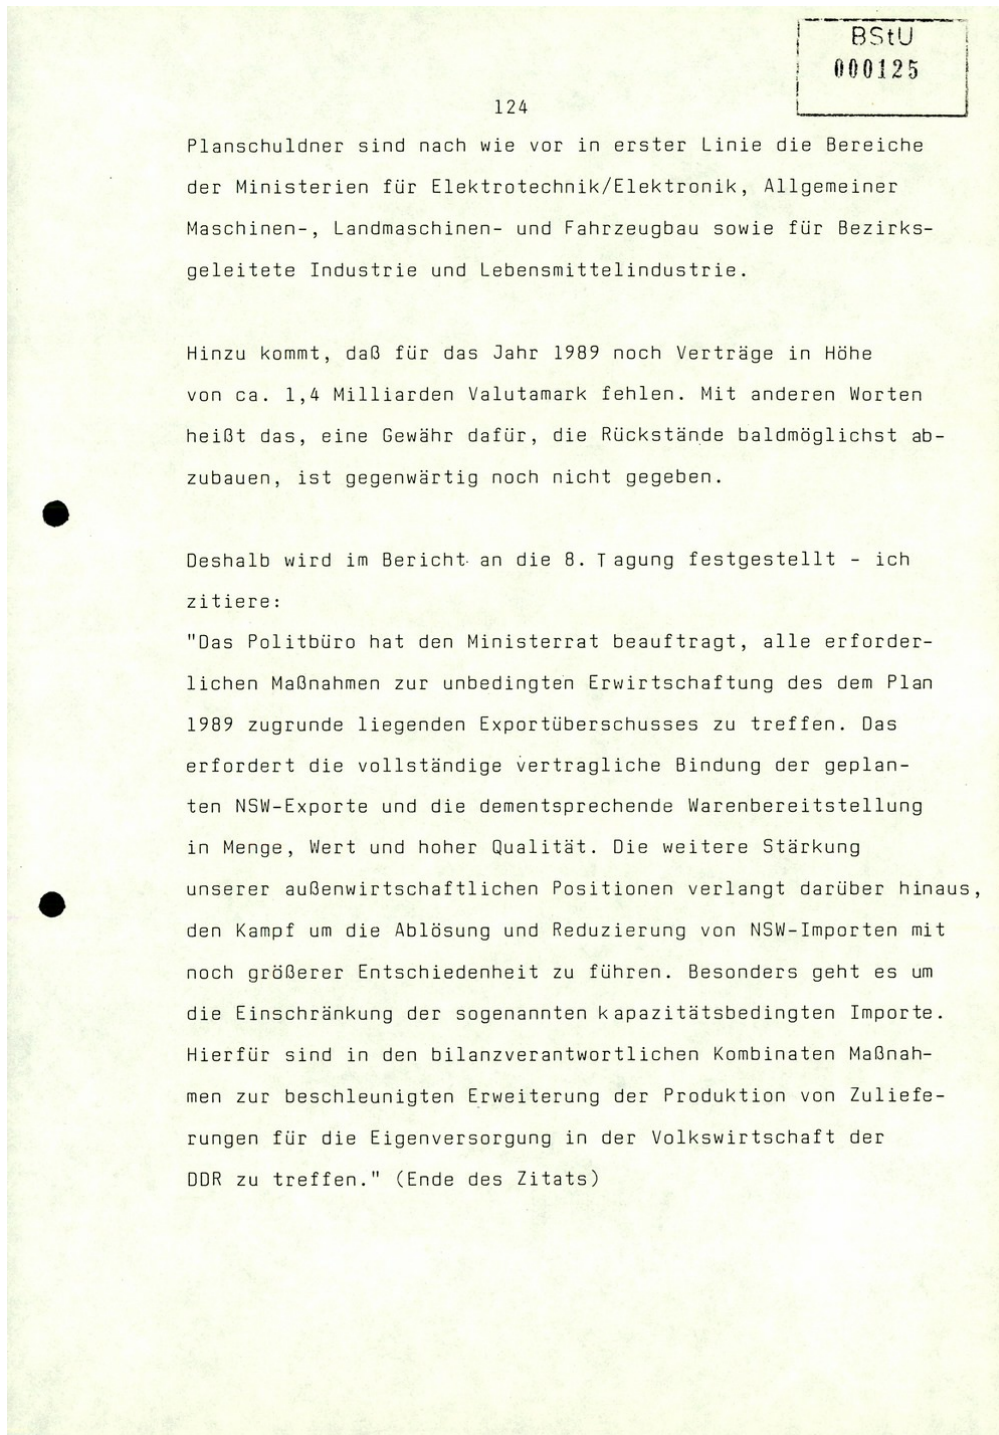 BStU
000125
124
Planschuldner sind nach wie vor in erster Linie die Bereiche
der Ministerien für Elektrotechnik/Elektronik, Allgemeiner
Maschinen-, Landmaschinen- und Fahrzeugbau sowie für Bezirks-
geleitete Industrie und Lebensmittelindustrie.
Hinzu kommt, daß für das Jahr 1989 noch Verträge in Höhe
von ca. 1,4 Milliarden Valutamark fehlen. Mit anderen Worten
heißt das, eine Gewähr dafür, die Rückstände baldmöglichst ab-
zubauen, ist gegenwärtig noch nicht gegeben.
Deshalb wird im Bericht an die 8. Tagung festgestellt - ich
zitiere:
"Das Politbüro hat den Ministerrat beauftragt, alle erforder-
lichen Maßnahmen zur unbedingten Erwirtschaftung des dem Plan
1989 zugrunde liegenden Exportüberschusses zu treffen. Das
erfordert die vollständige vertragliche Bindung der geplan-
ten NSW-Exporte und die dementsprechende Warenbereitstellung
in Menge, Wert und hoher Qualität. Die weitere Stärkung
unserer außenwirtschaftlichen Positionen verlangt darüber hinaus,
den Kampf um die Ablösung und Reduzierung von NSW-Importen mit
noch größerer Entschiedenheit zu führen. Besonders geht es um
die Einschränkung der sogenannten kapazitätsbedingten Importe.
Hierfür sind in den bilanzverantwortlichen Kombinaten Maßnah-
men zur beschleunigten Erweiterung der Produktion von Zuliefe-
rungen für die Eigenversorgung in der Volkswirtschaft der
DDR zu treffen." (Ende des Zitats)